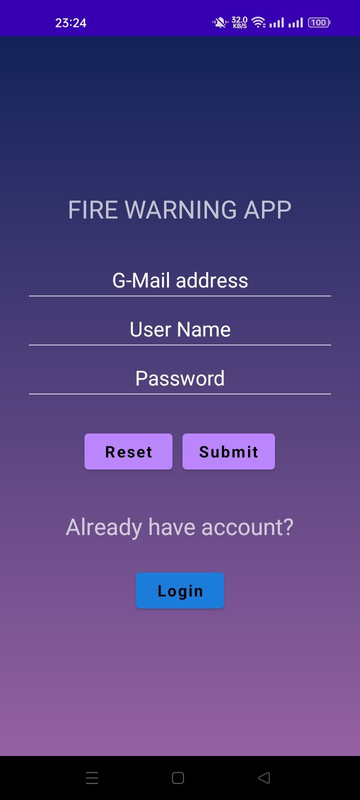 23:24
32.0
KB/S
100
FIRE WARNING APP
G-Mail address
User Name
Password
Reset Submit
Already have account?
Login